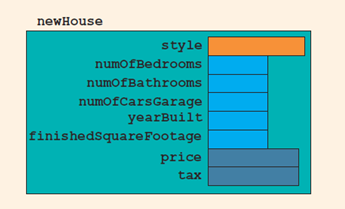 newHouse
style
numOfBedrooms
numOfBathrooms
numOfCarsGarage
yearBuilt
finishedSquareFootage
price
tax